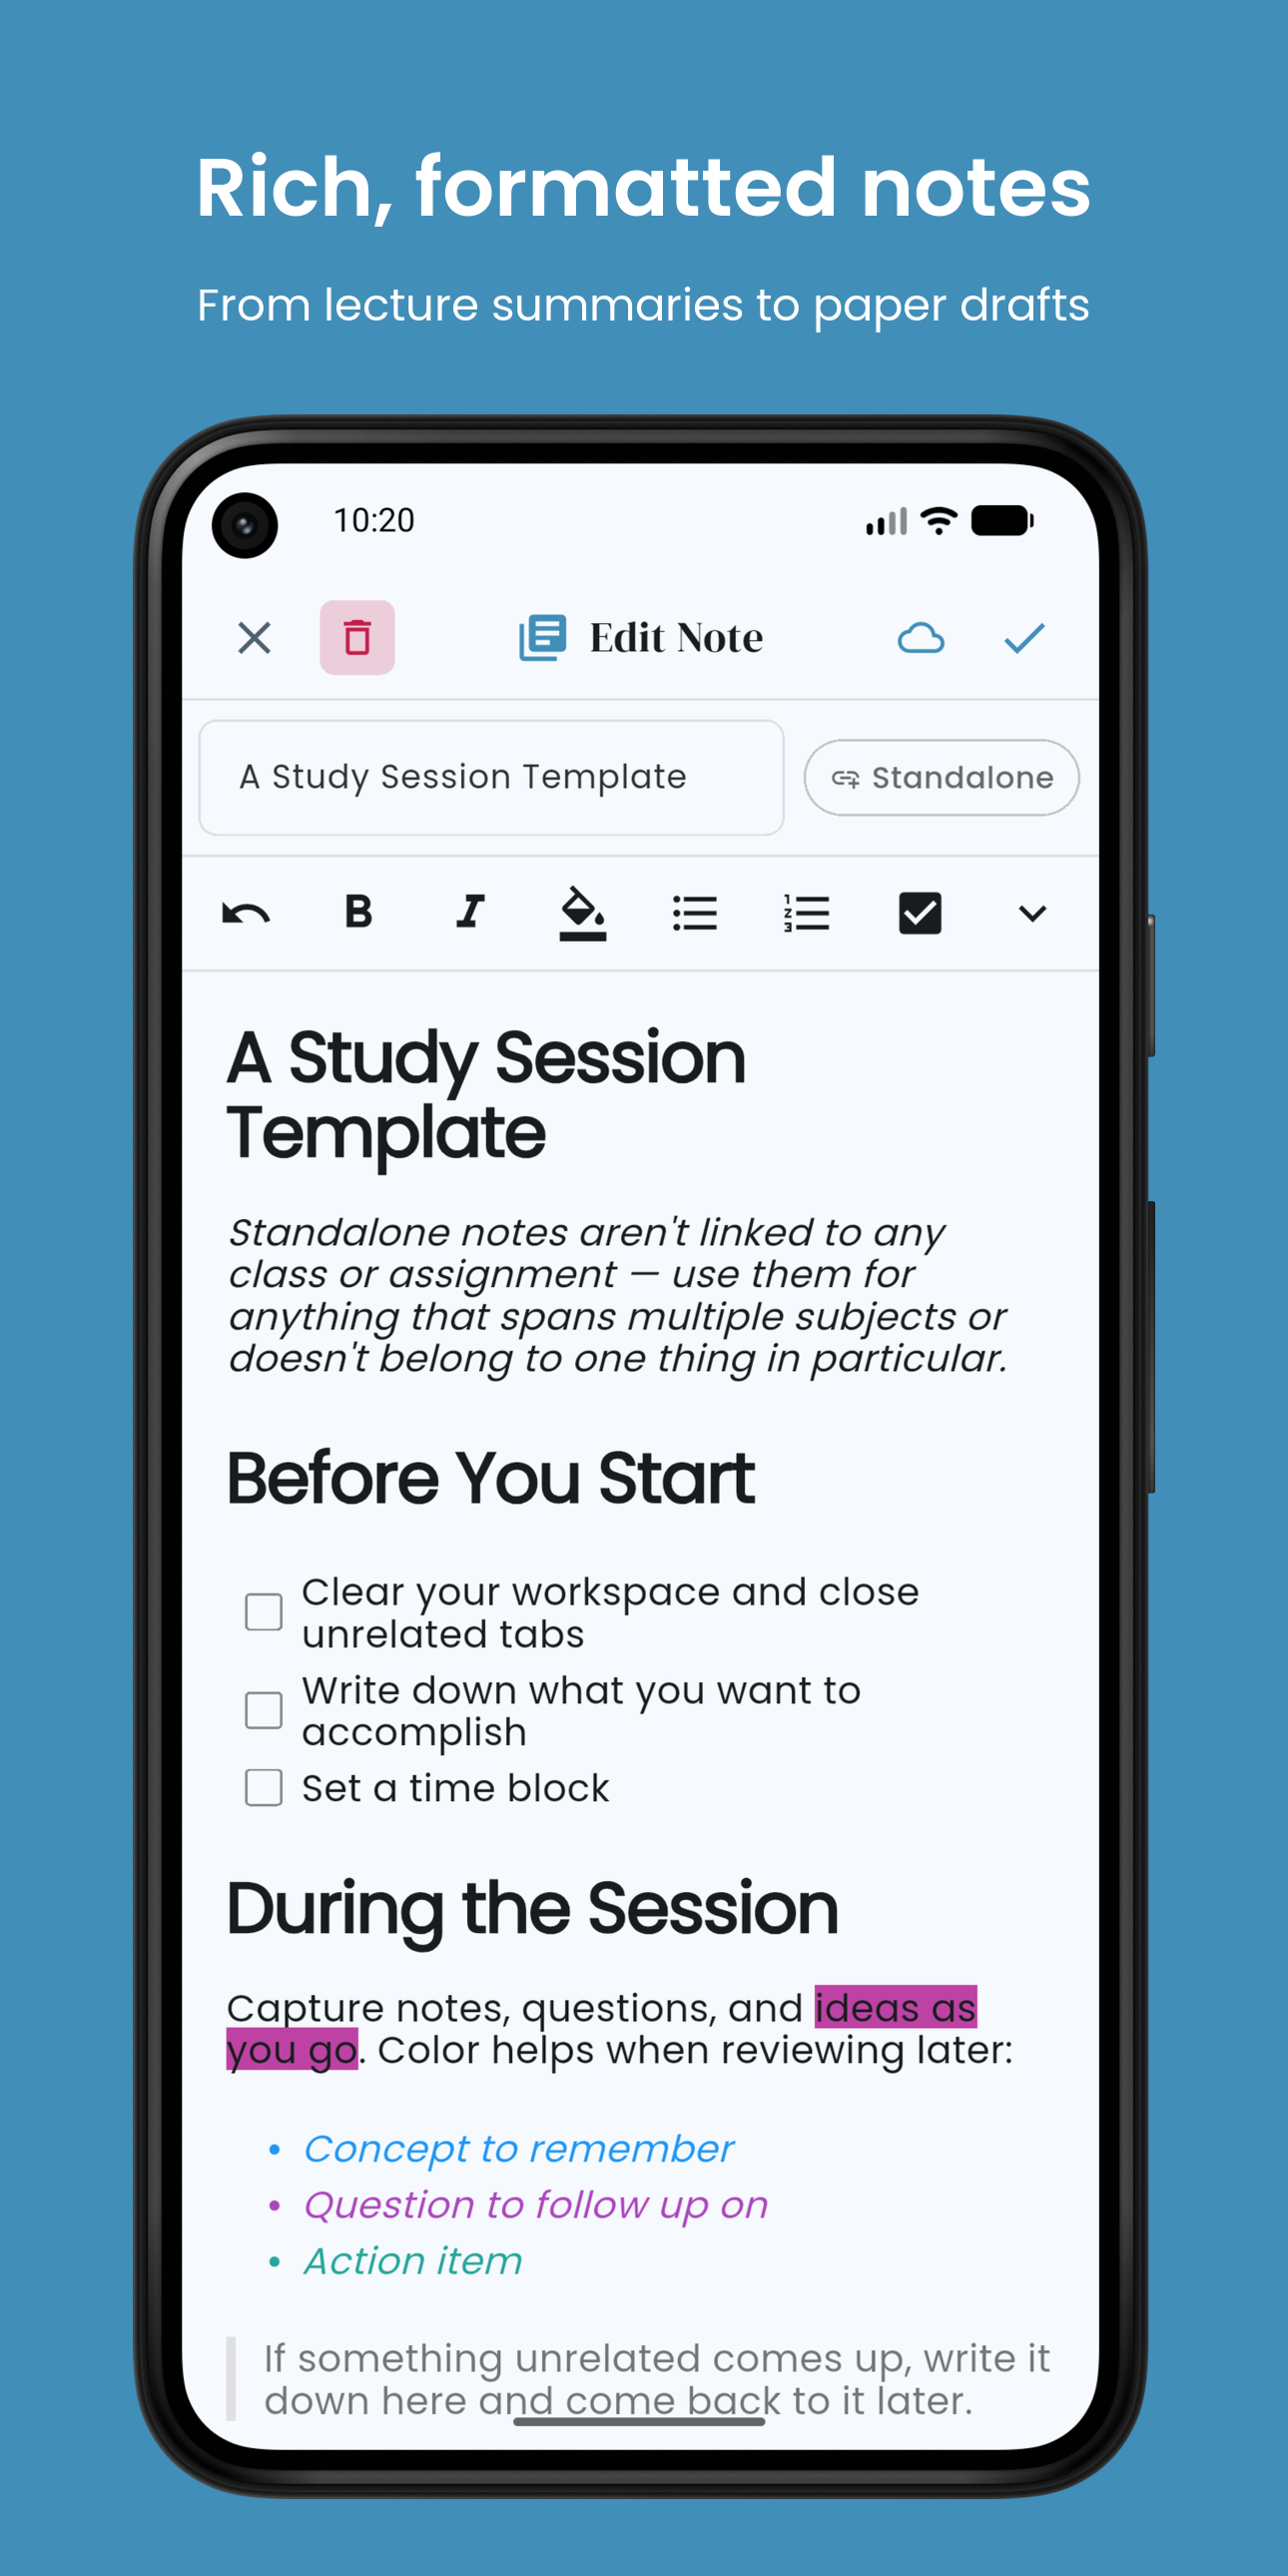 Rich, formatted notes
From lecture summaries to paper drafts
10:20
Edit Note
A Study Session Template
Standalone
B I
1
2
3
A Study Session
Template
Standalone notes aren't linked to any
class or assignment — use them for
anything that spans multiple subjects or
doesn't belong to one thing in particular.
Before You Start
Clear your workspace and close
unrelated tabs
Write down what you want to
accomplish
Set a time block
During the Session
Capture notes, questions, and ideas as
you go. Color helps when reviewing later:
• Concept to remember
• Question to follow up on
• Action item
If something unrelated comes up, write it
down here and come back to it later.